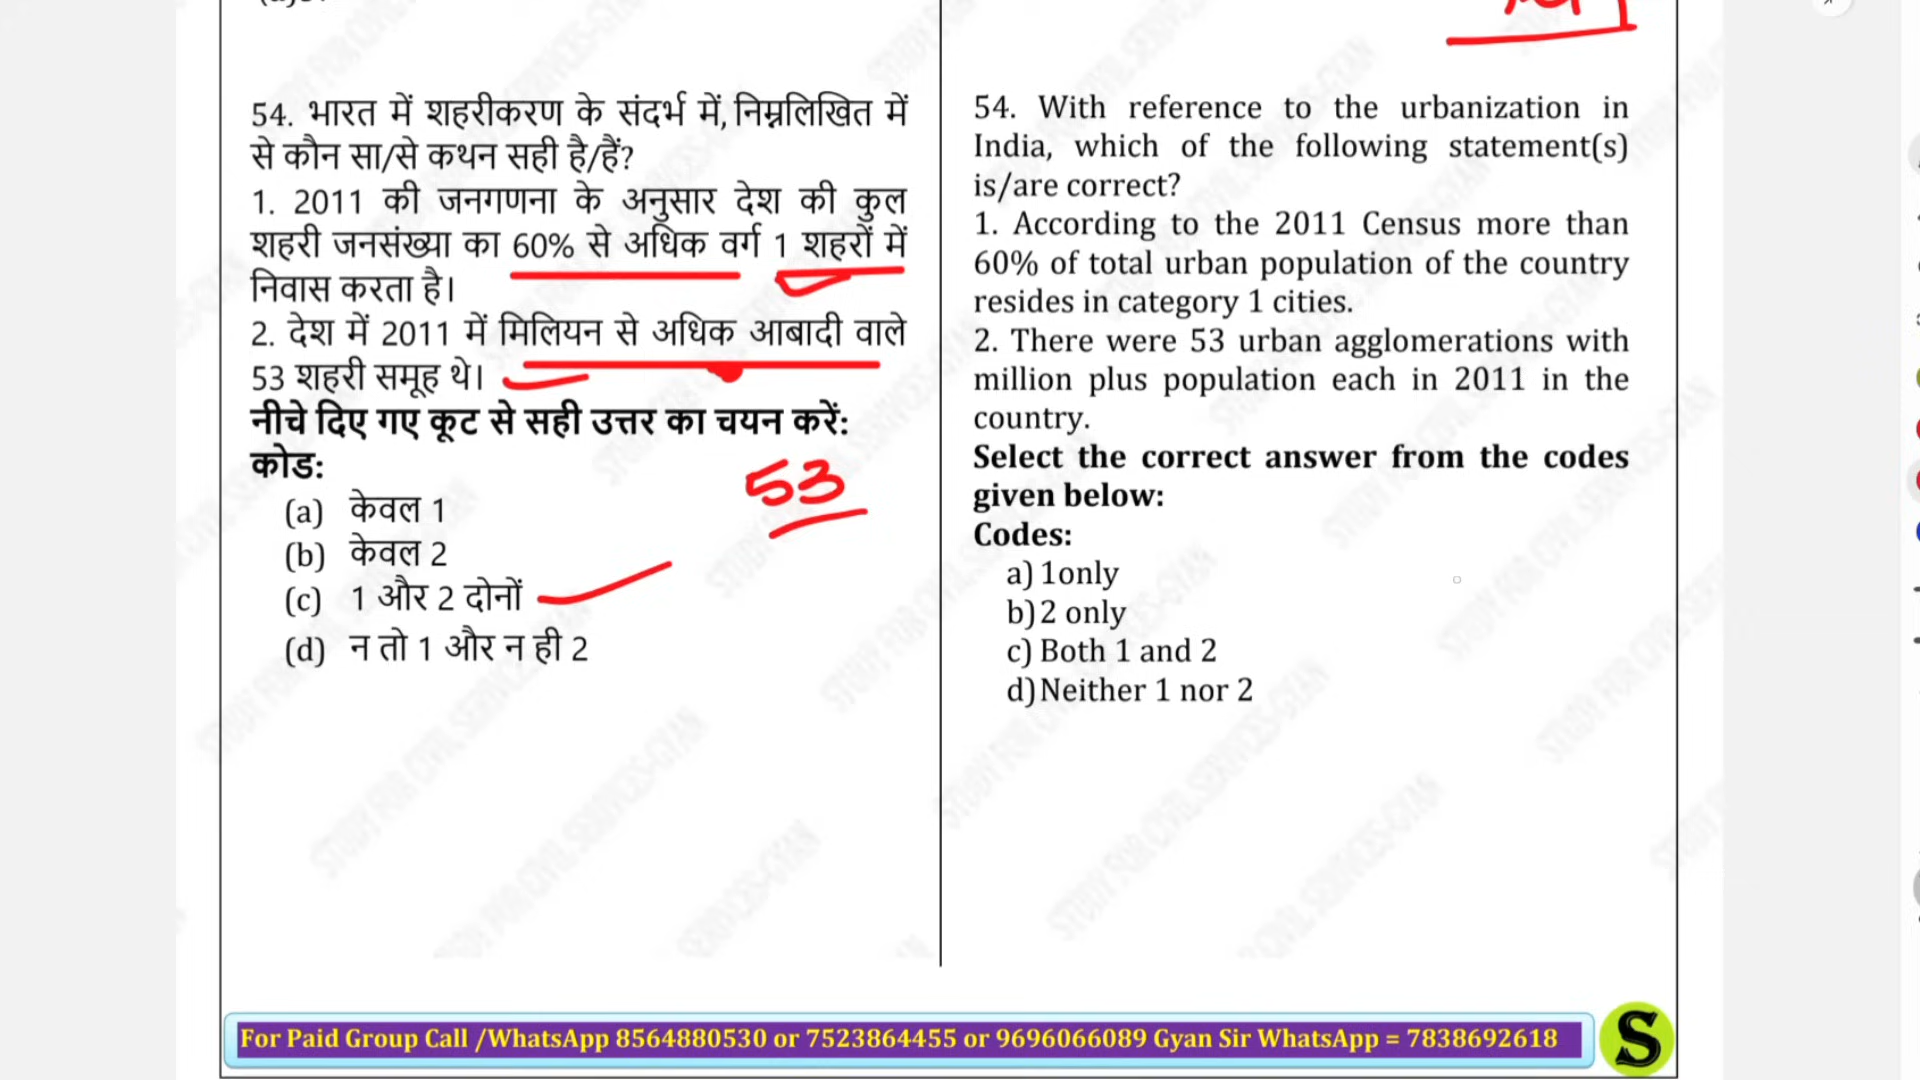 54. भारत में शहरीकरण के संदर्भ में, निम्नलिखित में
से कौन सा/से कथन सही है/हैं?
1. 2011 की जनगणना के अनुसार देश की कुल
शहरी जनसंख्या का 60% से अधिक वर्ग 1 शहरों में
निवास करता है।
2. देश में 2011 में मिलियन से अधिक आबादी वाले
53 शहरी समूह थे।
नीचे दिए गए कूट से सही उत्तर का चयन करें:
कोड:
53
(a) केवल 1
(b) केवल 2
(c) 1 और 2 दोनों
(d) न तो 1 और न ही 2
54. With reference to the urbanization in
India, which of the following statement(s)
is/are correct?
1. According to the 2011 Census more than
60% of total urban population of the country
resides in category 1 cities.
2. There were 53 urban agglomerations with
million plus population each in 2011 in the
country.
Select the correct answer from the codes
given below:
Codes:
a) 1only
b) 2 only
c) Both 1 and 2
d) Neither 1 nor 2
For Paid Group Call /WhatsApp 8564880530 or 7523864455 or 9696066089 Gyan Sir WhatsApp = 7838692618
S